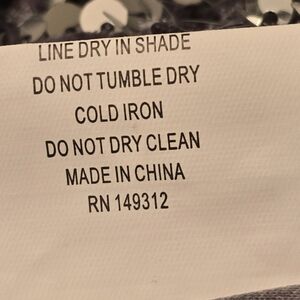 LINE DRY IN SHADE
DO NOT TUMBLE DRY
COLD IRON
DO NOT DRY CLEAN
MADE IN CHINA
RN 149312